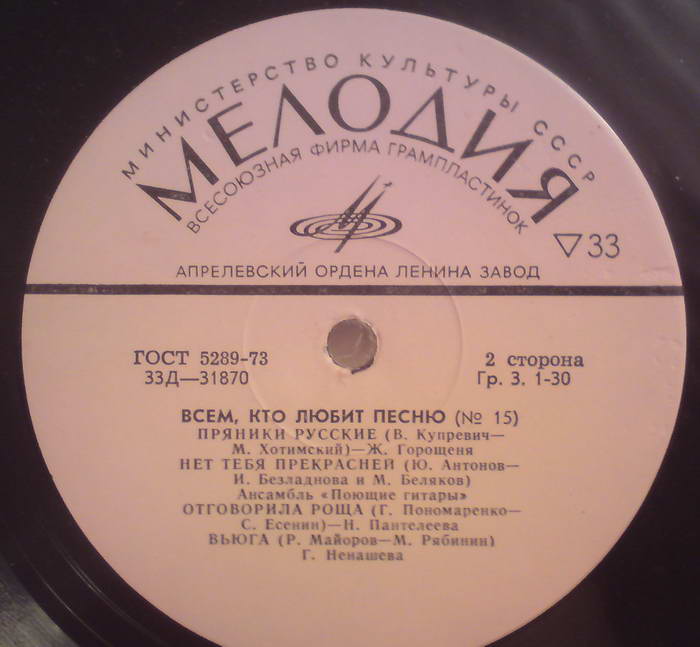 МИНИСТЕРСТВО КУЛЬТУРЫ СССР
МЕЛОДИЯ
ВСЕСОЮЗНАЯ ФИРМА ГРАМПЛАСТИНОК
▽33
АПРЕЛЕВСКИЙ ОРДЕНА ЛЕНИНА ЗАВОД
ГОСТ 5289-73
33Д—31870
2 сторона
Гр. 3. 1-30
ВСЕМ, КТО ЛЮБИТ ПЕСНЮ (№ 15)
ПРЯНИКИ РУССКИЕ (В. Купревич—
М. Хотимский)—Ж. Горощеня
НЕТ ТЕБЯ ПРЕКРАСНЕЙ (Ю. Антонов—
И. Безладнова и М. Беляков)
Ансамбль «Поющие гитары»
ОТГОВОРИЛА РОЩА (Г. Пономаренко—
С. Есенин)—Н. Пантелеева
ВЬЮГА (Р. Майоров—М. Рябинин)
Г. Ненашева